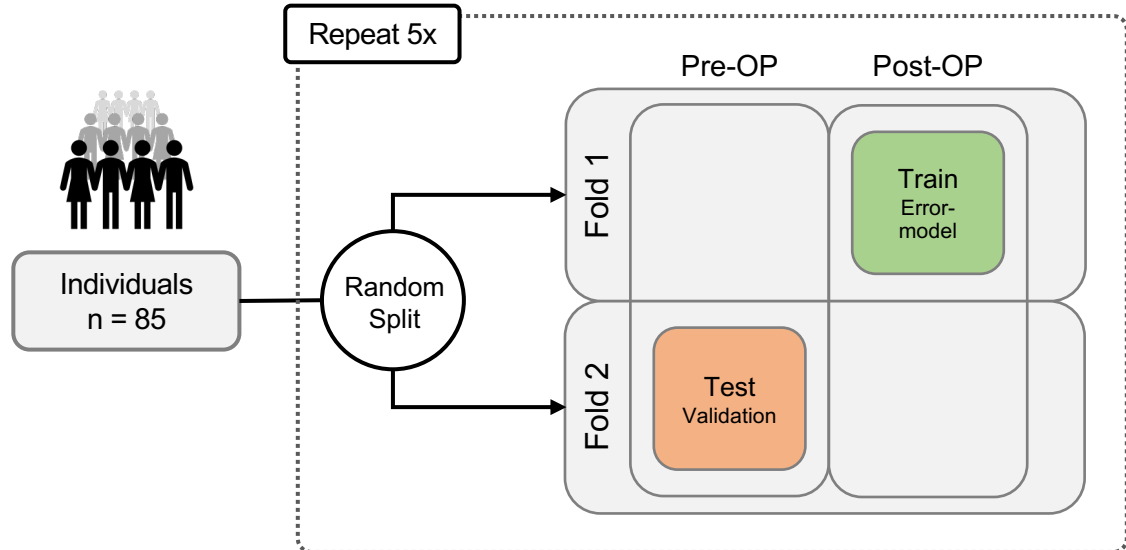 Repeat 5x
Pre-OP
Post-OP
Individuals
n = 85
Random
Split
Fold 1
Train
Error-
model
Fold 2
Test
Validation